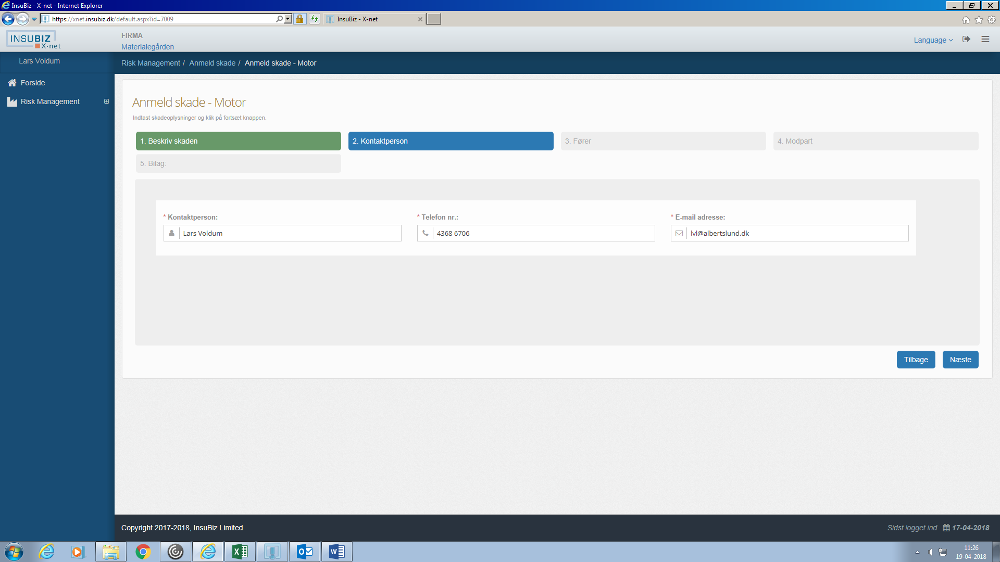 InsuBiz - X-net - Internet Explorer
https://xnet.insubiz.dk/default.aspx?id=7009
InsuBiz - X-net
INSUBIZ
X·net
FIRMA
Materialegården
Language
Lars Voldum
Risk Management / Anmeld skade / Anmeld skade - Motor
Forside
Risk Management
Anmeld skade - Motor
Indtast skadeoplysninger og klik på fortsæt knappen.
1. Beskriv skaden
2. Kontaktperson
3. Fører
4. Modpart
5. Bilag:
* Kontaktperson:
* Telefon nr.:
* E-mail adresse:
Lars Voldum
4368 6706
lvl@albertslund.dk
Tilbage
Næste
Copyright 2017-2018, InsuBiz Limited
Sidst logget ind 17-04-2018
11:26
19-04-2018